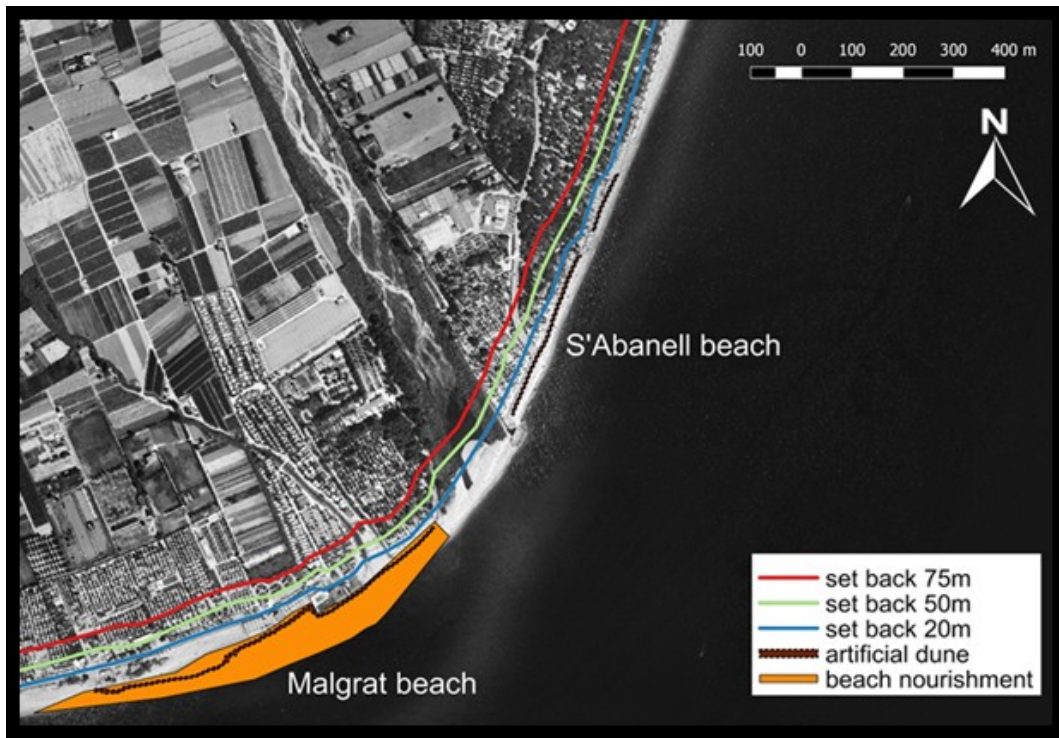 100 0 100 200 300 400 m
N
S'Abanell beach
Malgrat beach
set back 75m
set back 50m
set back 20m
artificial dune
beach nourishment